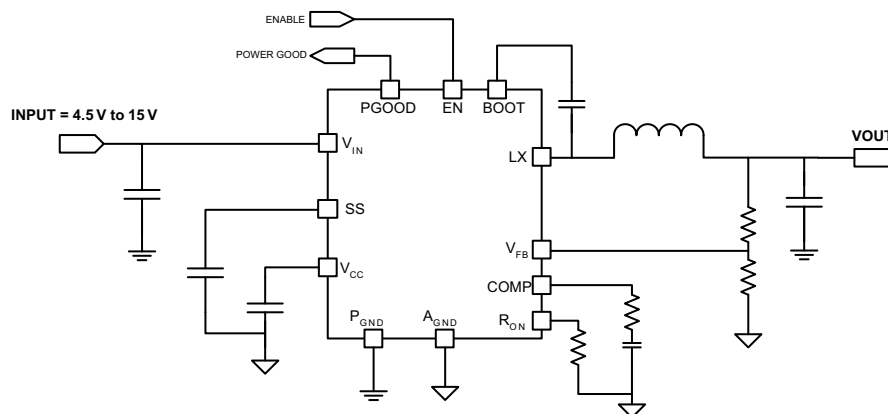 ENABLE
POWER GOOD
PGOOD EN BOOT
INPUT = 4.5 V to 15 V
VOUT
VIN
LX
SS
VFB
VCC
COMP
PGND AGND
RON